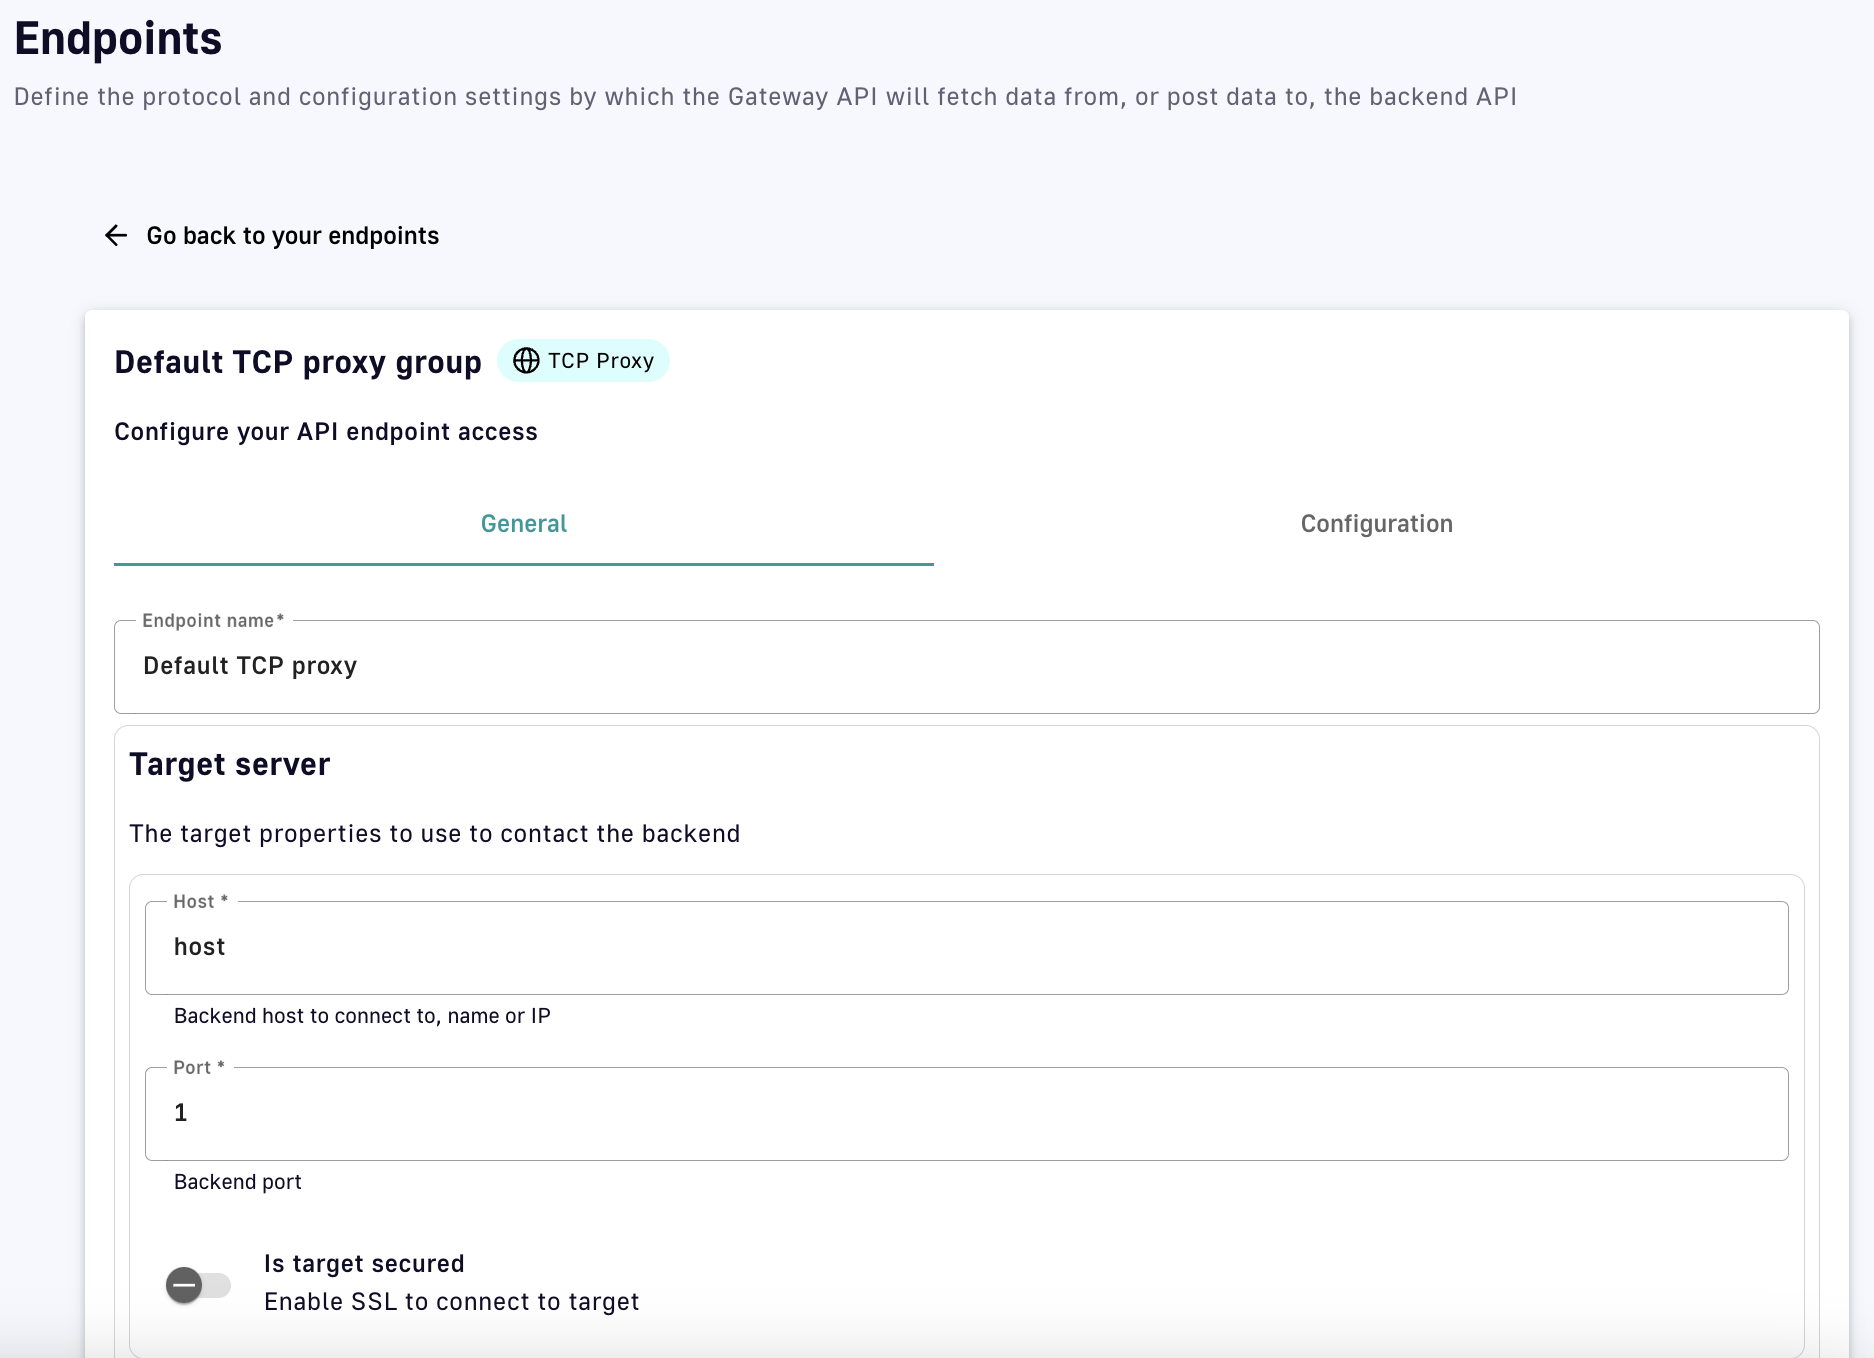 Endpoints
Define the protocol and configuration settings by which the Gateway API will fetch data from, or post data to, the backend API
Go back to your endpoints
Default TCP proxy group TCP Proxy
Configure your API endpoint access
General Configuration
Endpoint name*
Default TCP proxy
Target server
The target properties to use to contact the backend
Host *
host
Backend host to connect to, name or IP
Port *
1
Backend port
Is target secured
Enable SSL to connect to target